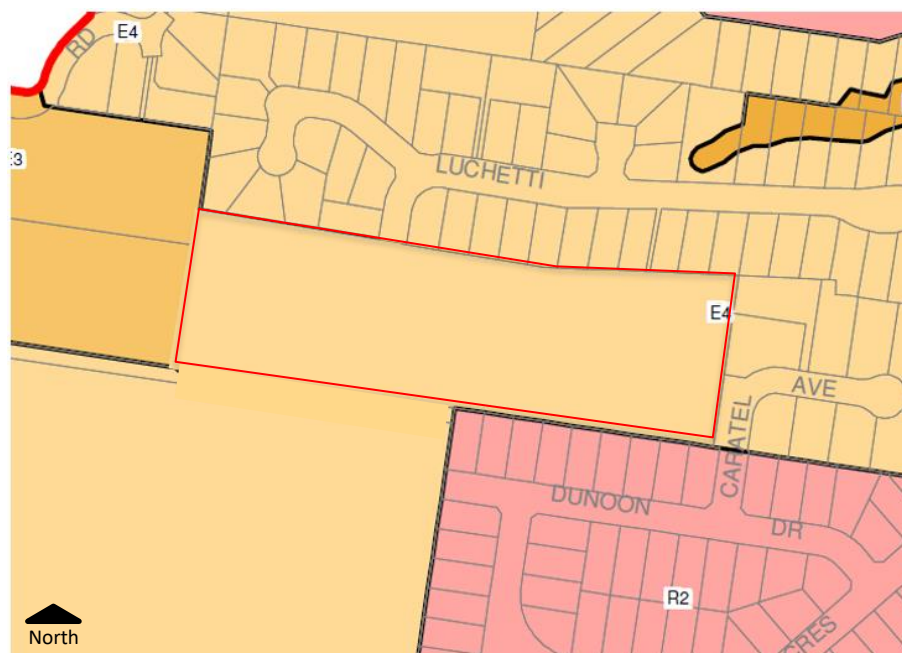 E4
RD
E3
LUCHETTI
E4
AVE
CARATEL
DUNOON
DR
R2
CRES
North